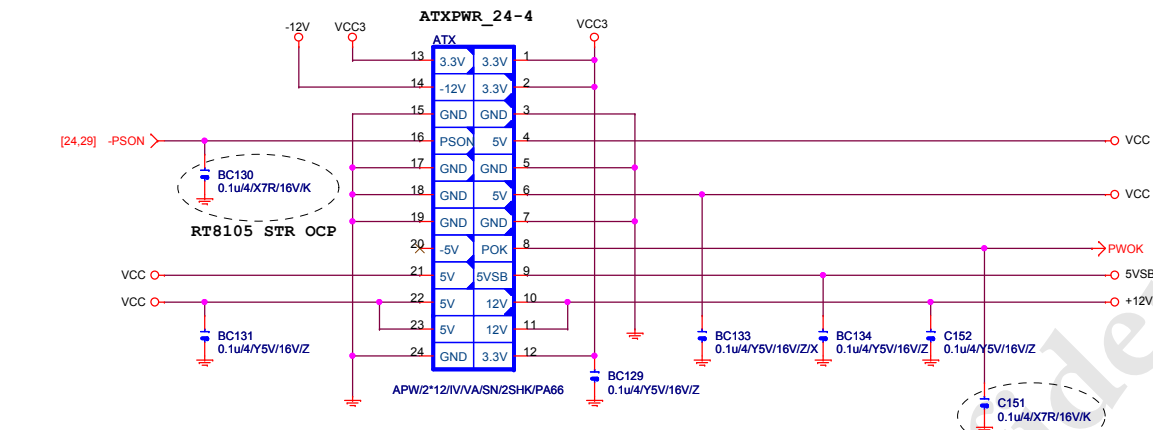 ATXPWR_24-4
-12V VCC3 VCC3
ATX
13 3.3V 3.3V 1
14 -12V 3.3V 2
15 GND GND 3
[24,29] -PSON 16 PSON 5V 4 VCC
17 GND GND 5
BC130
0.1u/4/X7R/16V/K
18 GND 5V 6 VCC
19 GND GND 7
RT8105 STR OCP
20 -5V POK 8 PWOK
VCC 21 5V 5VSB 9 5VSB
VCC 22 5V 12V 10 +12V
23 5V 12V 11
BC131
0.1u/4/Y5V/16V/Z
BC133
0.1u/4/Y5V/16V/Z/X
BC134
0.1u/4/Y5V/16V/Z
C152
0.1u/4/Y5V/16V/Z
24 GND 3.3V 12
BC129
0.1u/4/Y5V/16V/Z
APW/2*12/IV/VA/SN/2SHK/PA66
C151
0.1u/4/X7R/16V/K